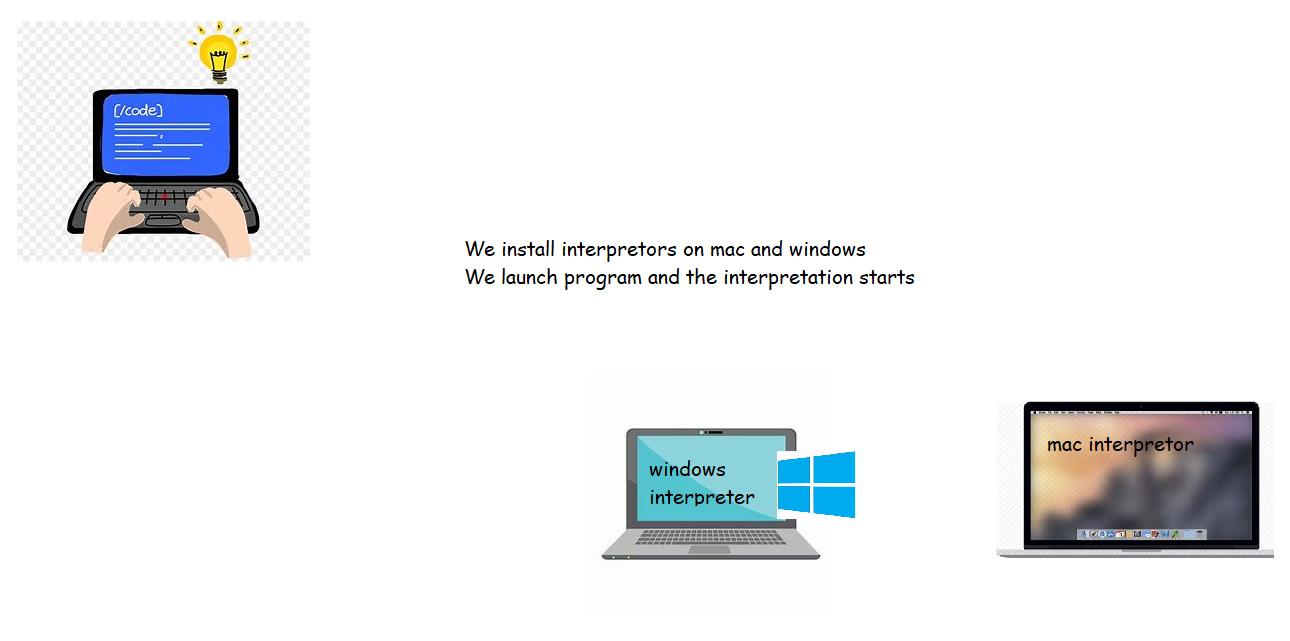 [/code]
We install interpretors on mac and windows
We launch program and the interpretation starts
windows
interpreter
mac interpretor